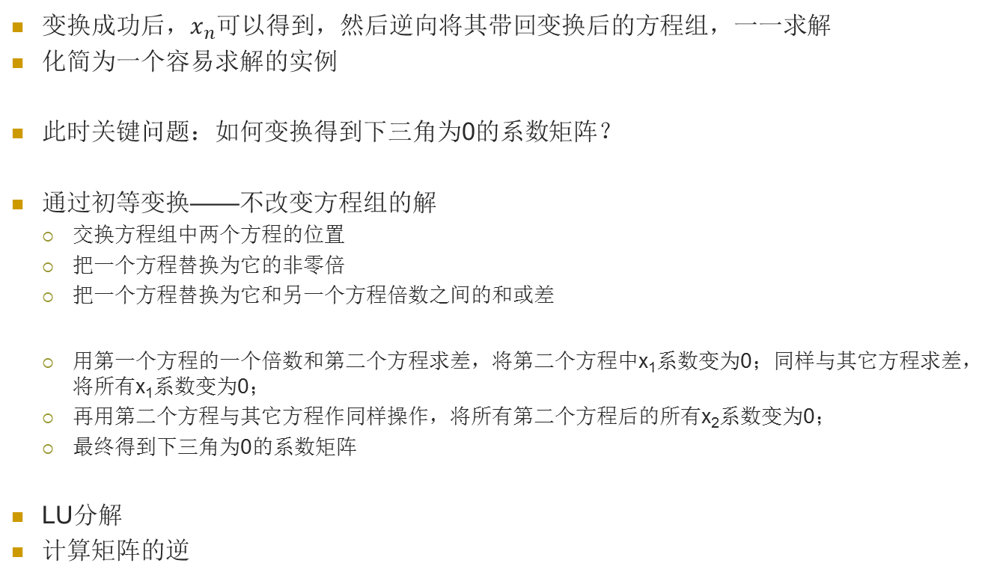 变换成功后，xₙ可以得到，然后逆向将其带回变换后的方程组，一一求解
化简为一个容易求解的实例
此时关键问题：如何变换得到下三角为0的系数矩阵？
通过初等变换——不改变方程组的解
交换方程组中两个方程的位置
把一个方程替换为它的非零倍
把一个方程替换为它和另一个方程倍数之间的和或差
用第一个方程的一个倍数和第二个方程求差，将第二个方程中x₁系数变为0；同样与其它方程求差，
将所有x₁系数变为0；
再用第二个方程与其它方程作同样操作，将所有第二个方程后的所有x₂系数变为0；
最终得到下三角为0的系数矩阵
LU分解
计算矩阵的逆